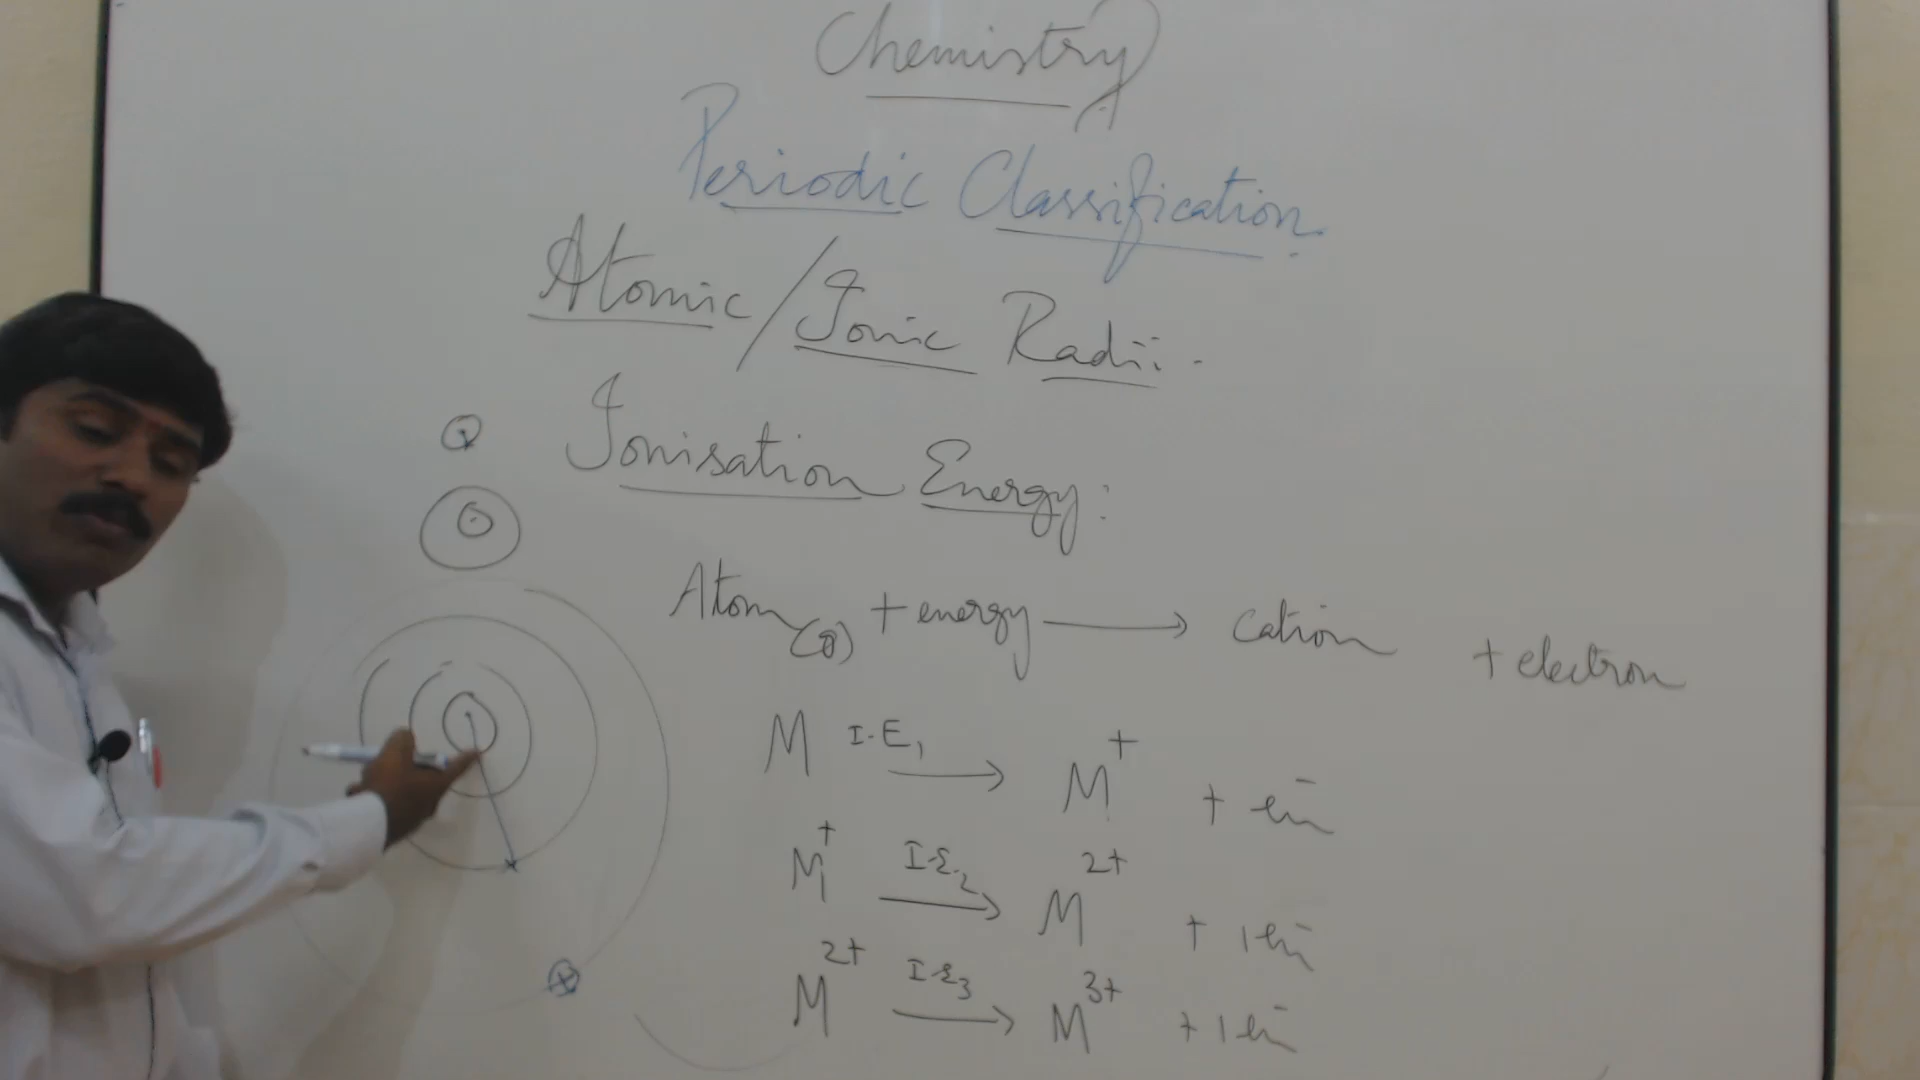 Chemistry
Periodic Classification.
Atomic/Ionic Radii.
Ionisation Energy:
Atom(g) + energy → cation + electron
M I.E1 → M+ + e-
M+ I.E2 → M2+ + 1e-
M2+ I.E3 → M3+ + 1e-